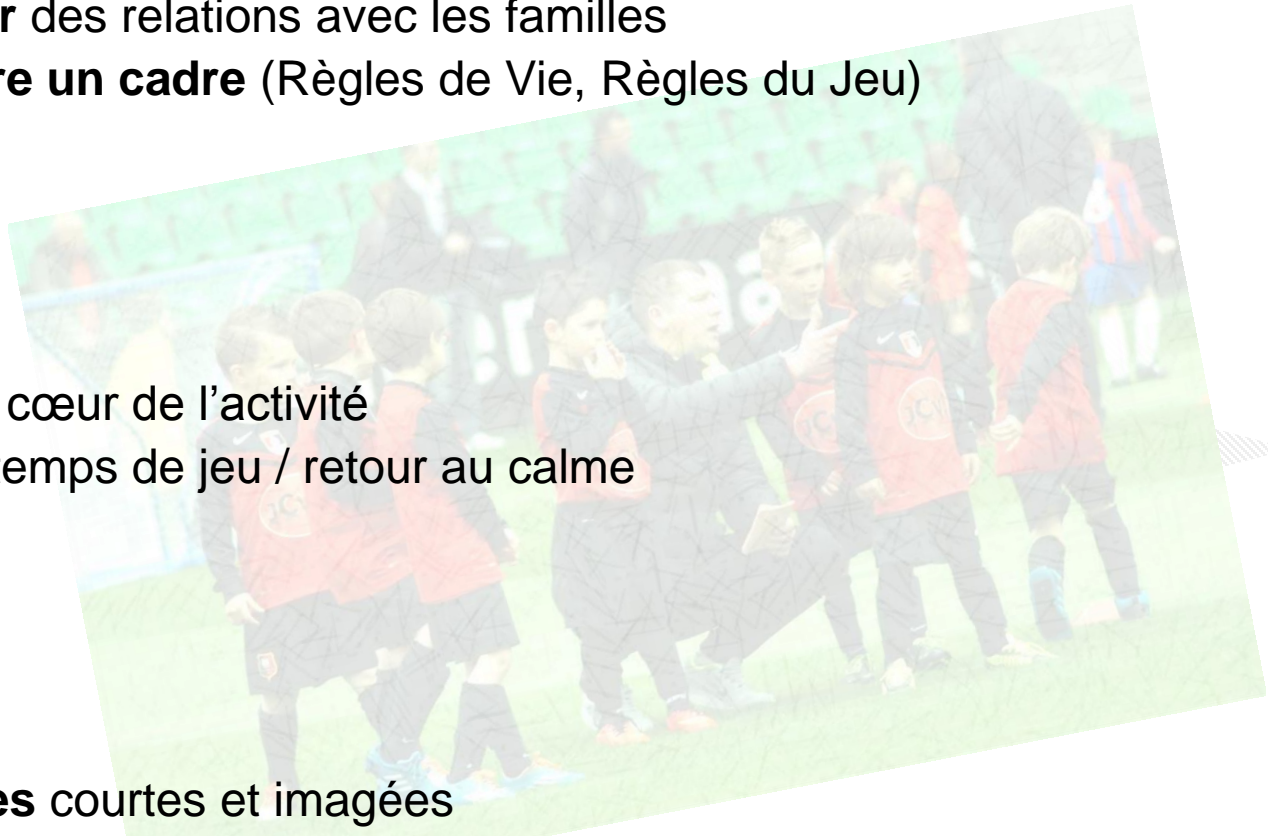 r des relations avec les familles
re un cadre (Règles de Vie, Règles du Jeu)
cœur de l’activité
temps de jeu / retour au calme
es courtes et imagées